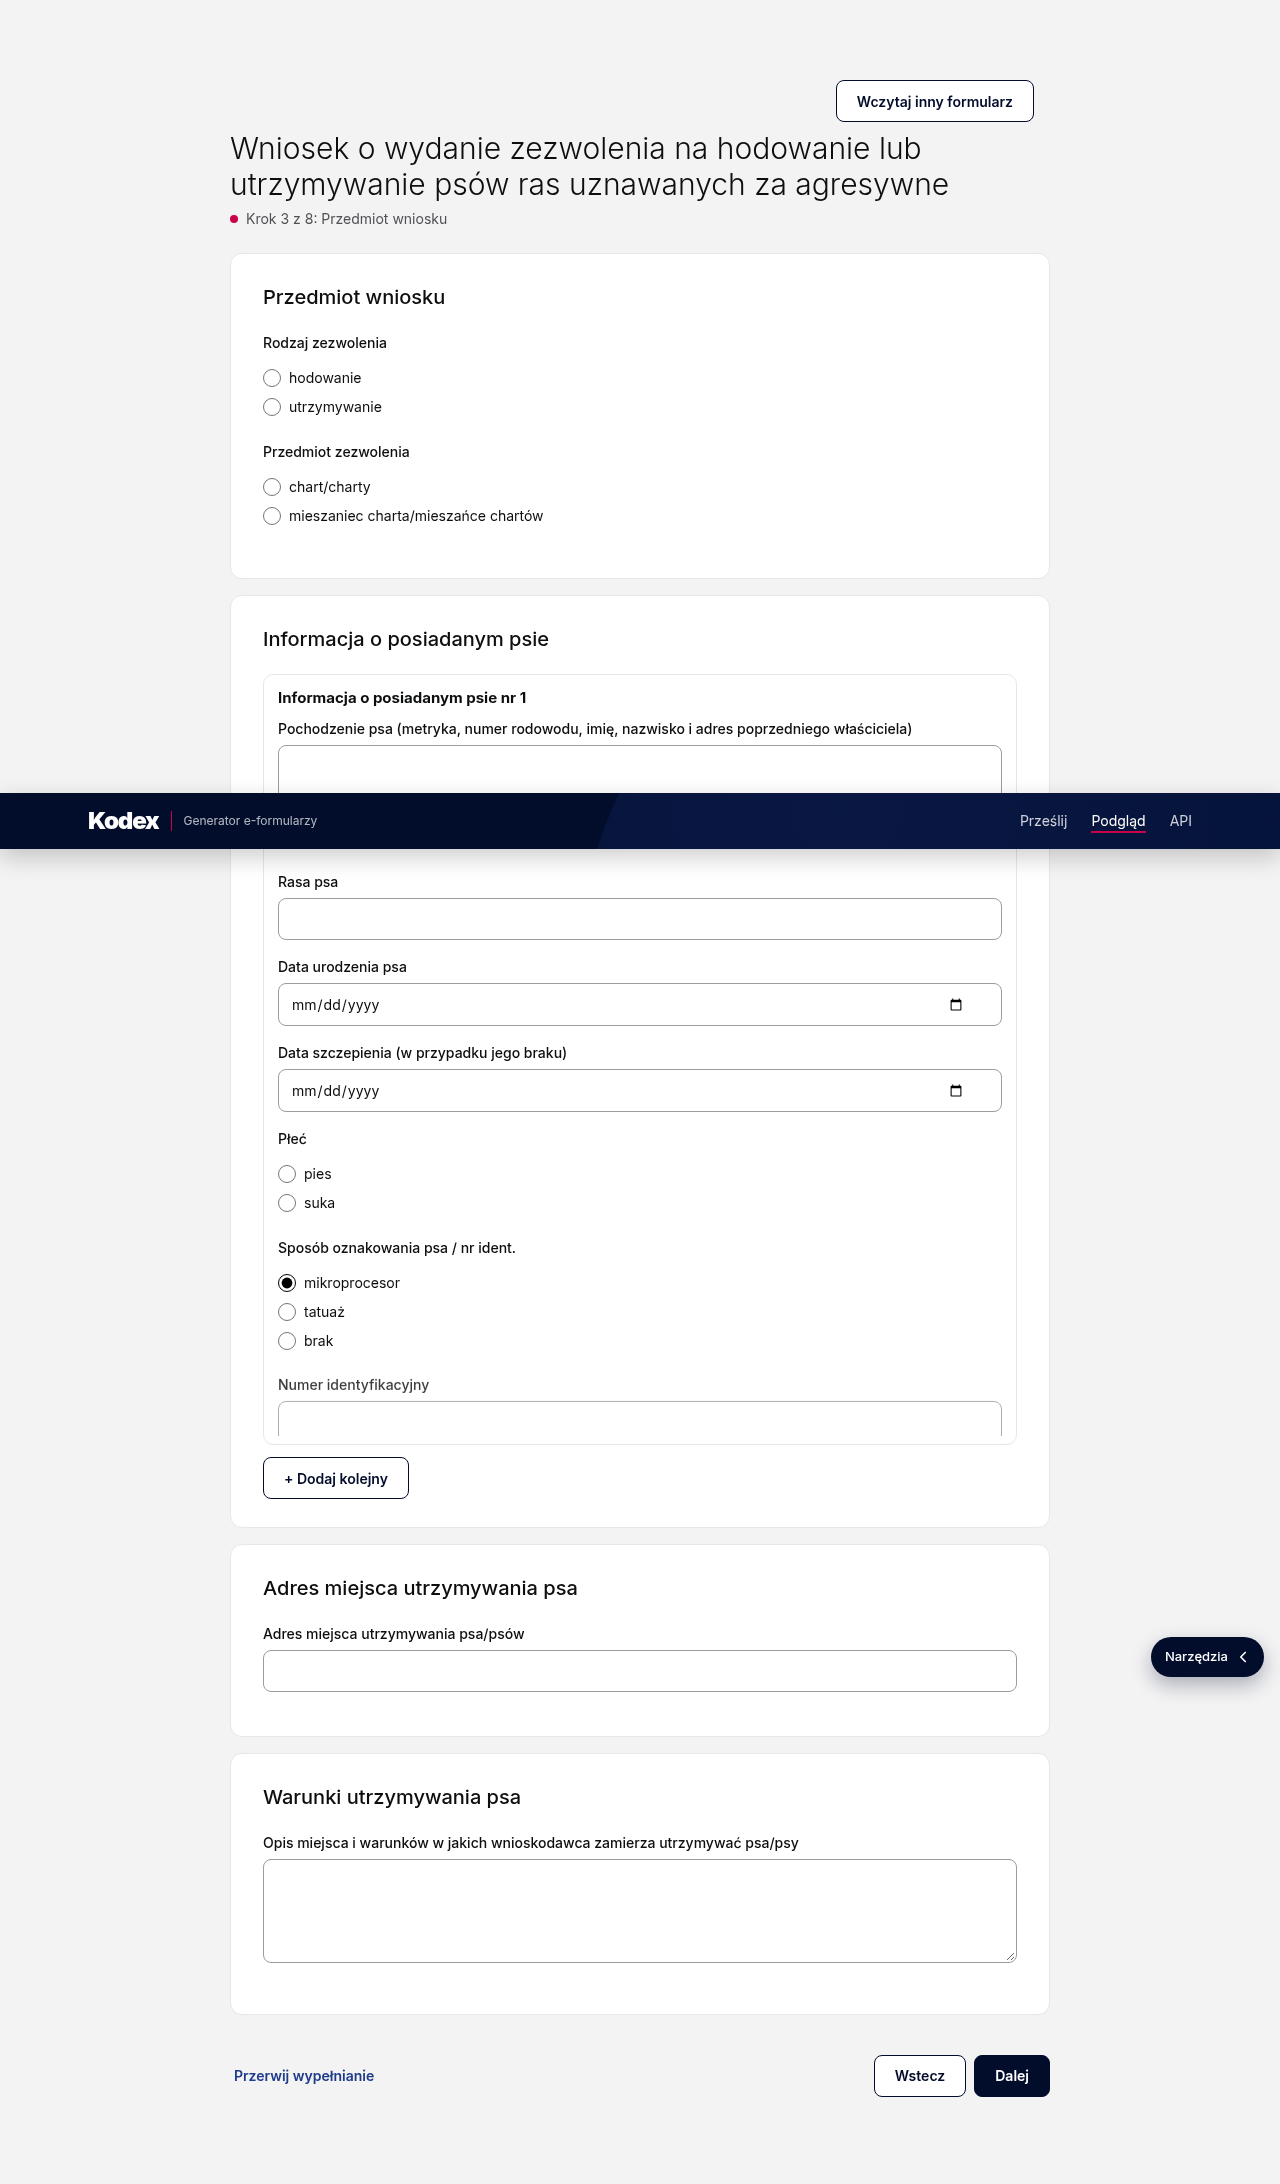 Wczytaj inny formularz
Wniosek o wydanie zezwolenia na hodowanie lub
utrzymywanie psów ras uznawanych za agresywne
Krok 3 z 8: Przedmiot wniosku
Przedmiot wniosku
Rodzaj zezwolenia
hodowanie
utrzymywanie
Przedmiot zezwolenia
chart/charty
mieszaniec charta/mieszańce chartów
Informacja o posiadanym psie
Informacja o posiadanym psie nr 1
Pochodzenie psa (metryka, numer rodowodu, imię, nazwisko i adres poprzedniego właściciela)
Kodex Generator e-formularzy Prześlij Podgląd API
Rasa psa
Data urodzenia psa
mm/dd/yyyy
Data szczepienia (w przypadku jego braku)
mm/dd/yyyy
Płeć
pies
suka
Sposób oznakowania psa / nr ident.
mikroprocesor
tatuaż
brak
Numer identyfikacyjny
+ Dodaj kolejny
Adres miejsca utrzymywania psa
Adres miejsca utrzymywania psa/psów
Narzędzia
Warunki utrzymywania psa
Opis miejsca i warunków w jakich wnioskodawca zamierza utrzymywać psa/psy
Przerwij wypełnianie Wstecz Dalej